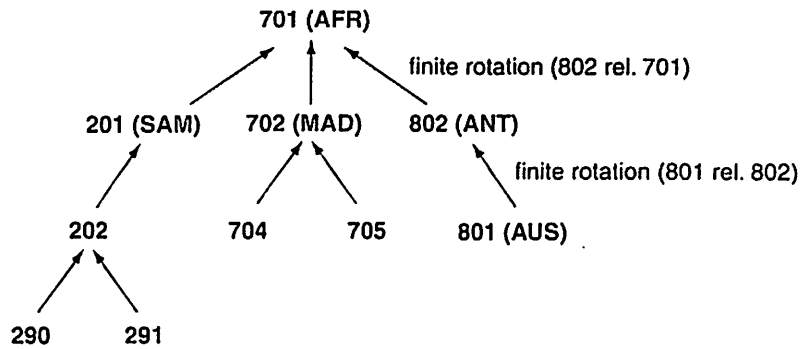 701 (AFR)
finite rotation (802 rel. 701)
201 (SAM)
702 (MAD)
802 (ANT)
finite rotation (801 rel. 802)
202
704
705
801 (AUS)
290
291